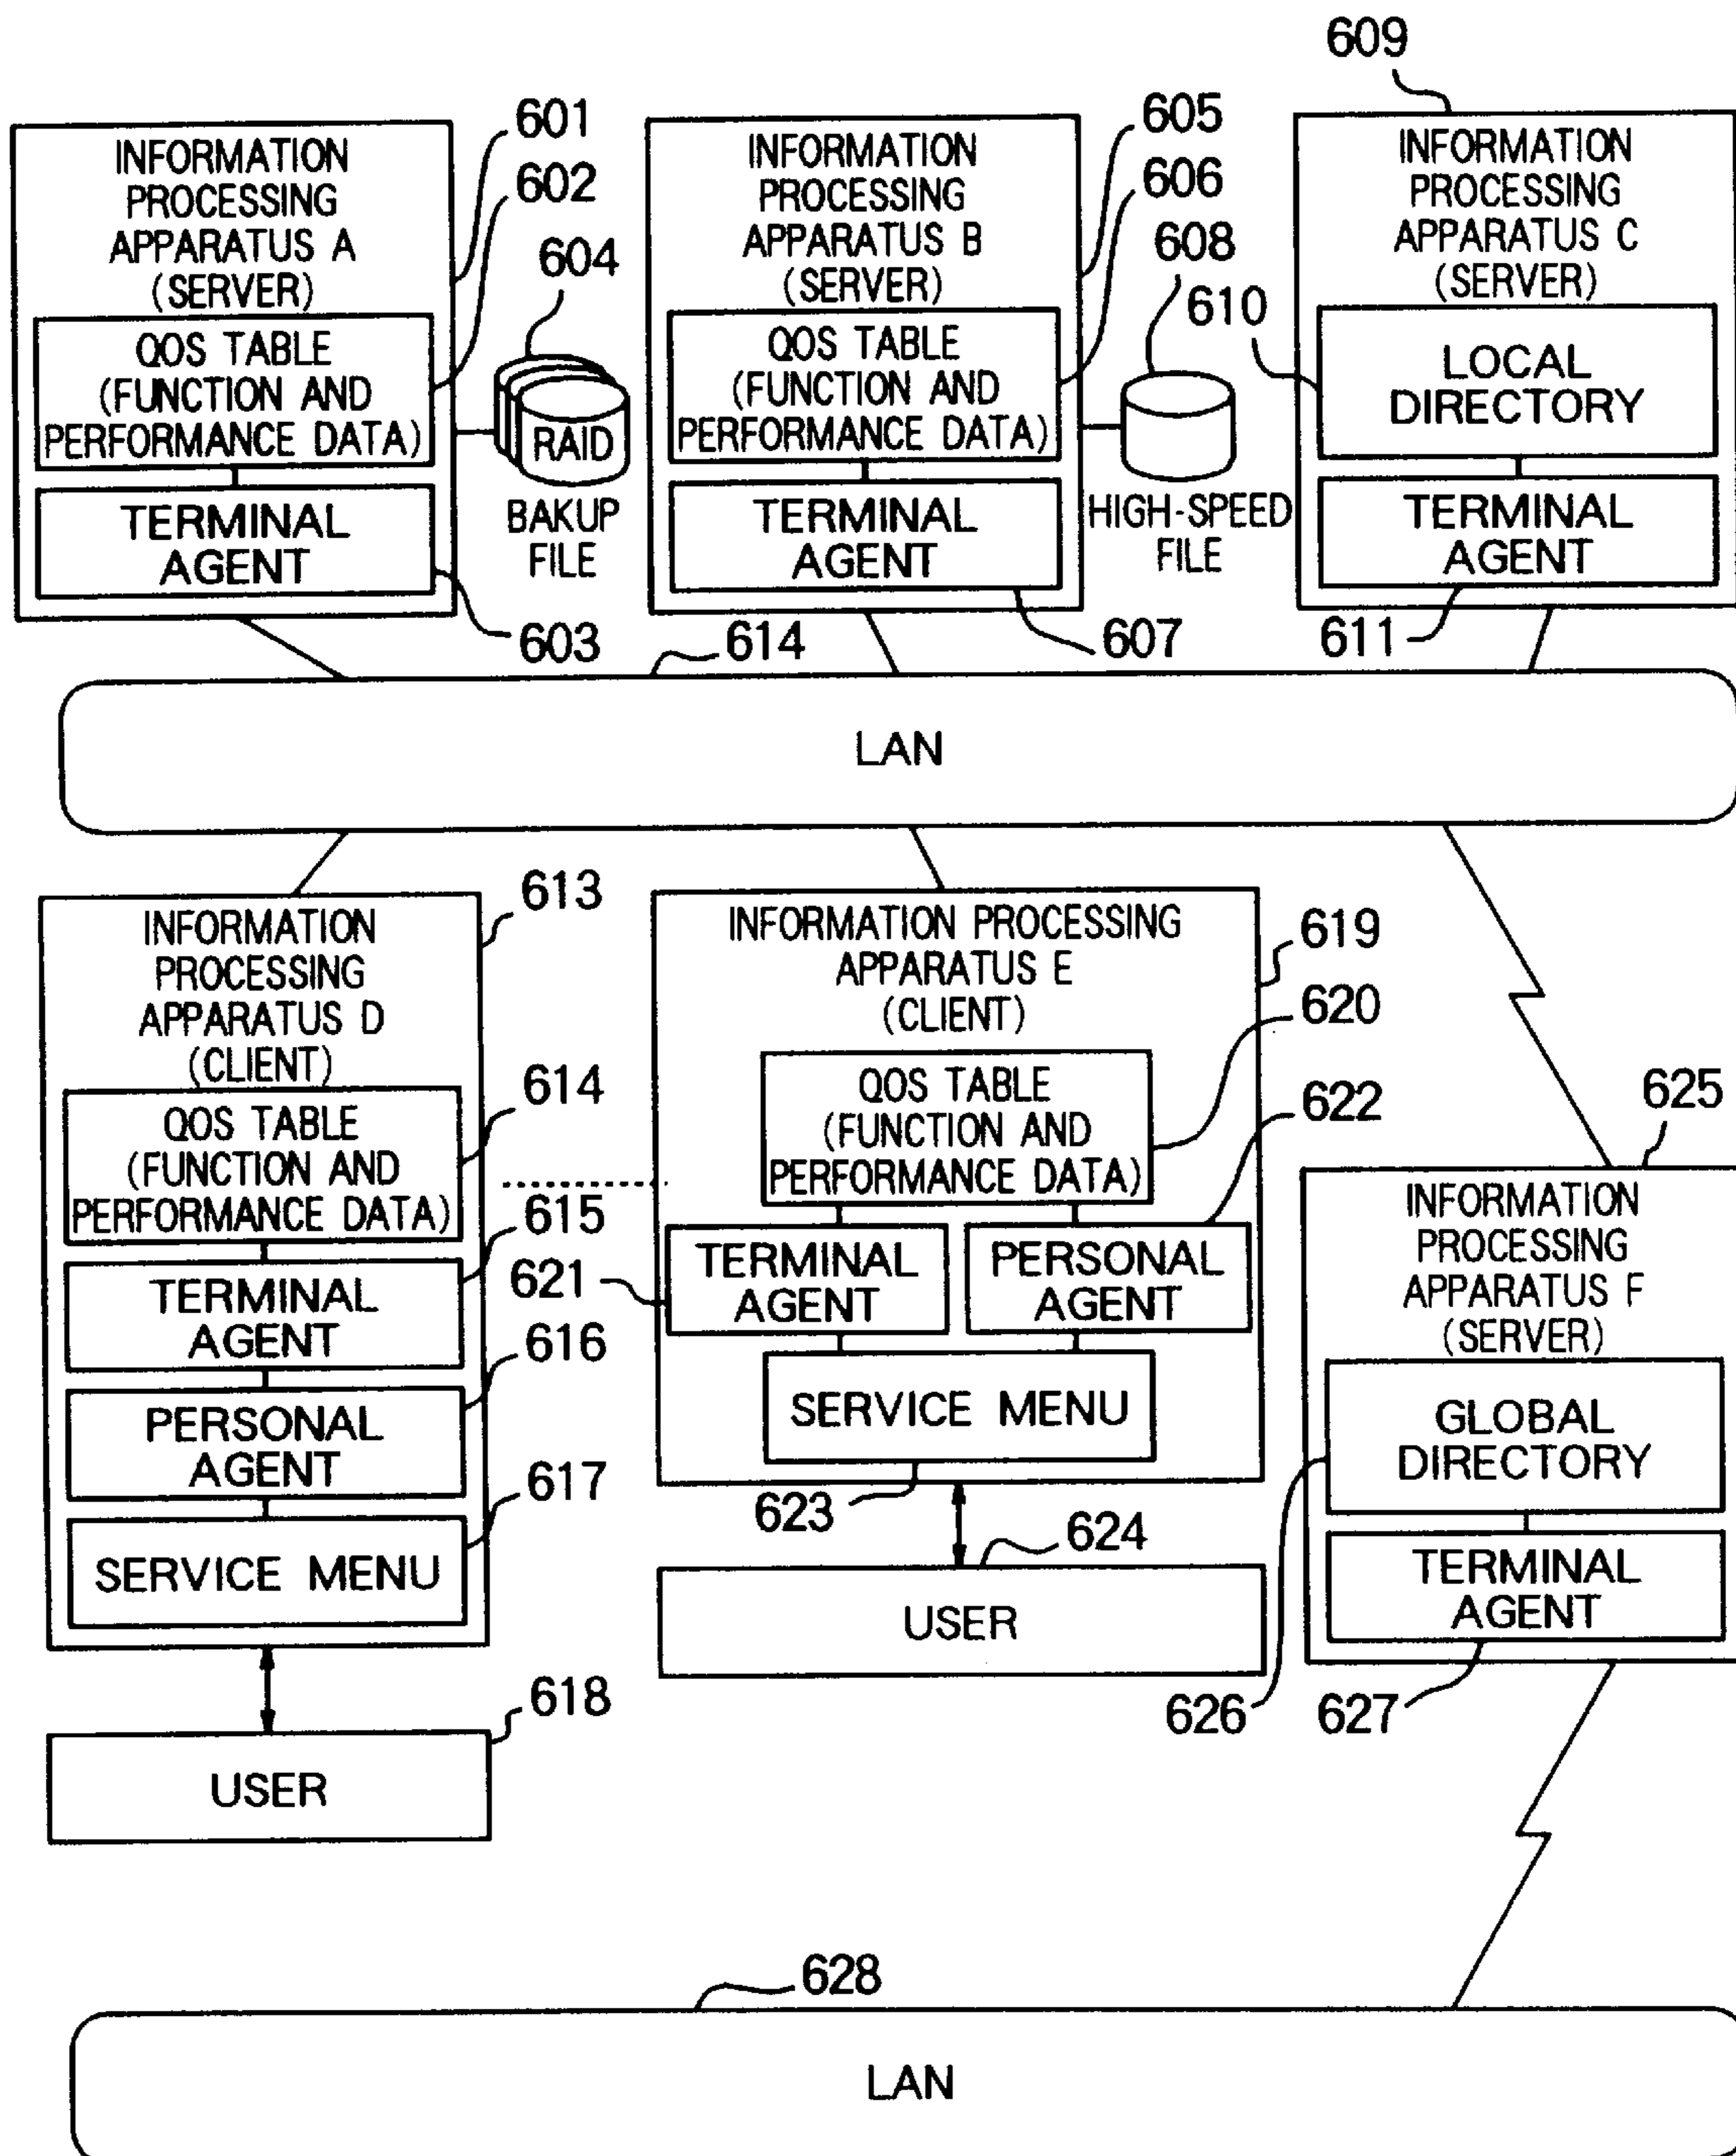 609
INFORMATION
PROCESSING
APPARATUS A
(SERVER)
601
QOS TABLE
(FUNCTION AND
PERFORMANCE DATA)
602
TERMINAL
AGENT
603
604
RAID
BAKUP
FILE
INFORMATION
PROCESSING
APPARATUS B
(SERVER)
605
QOS TABLE
(FUNCTION AND
PERFORMANCE DATA)
606
TERMINAL
AGENT
607
608
HIGH-SPEED
FILE
INFORMATION
PROCESSING
APPARATUS C
(SERVER)
610
LOCAL
DIRECTORY
TERMINAL
AGENT
611
614
LAN
INFORMATION
PROCESSING
APPARATUS D
(CLIENT)
613
QOS TABLE
(FUNCTION AND
PERFORMANCE DATA)
614
TERMINAL
AGENT
615
PERSONAL
AGENT
616
SERVICE MENU
617
USER
618
INFORMATION PROCESSING
APPARATUS E
(CLIENT)
619
QOS TABLE
(FUNCTION AND
PERFORMANCE DATA)
620
TERMINAL
AGENT
621
PERSONAL
AGENT
622
SERVICE MENU
623
624
USER
625
INFORMATION
PROCESSING
APPARATUS F
(SERVER)
GLOBAL
DIRECTORY
626
TERMINAL
AGENT
627
628
LAN